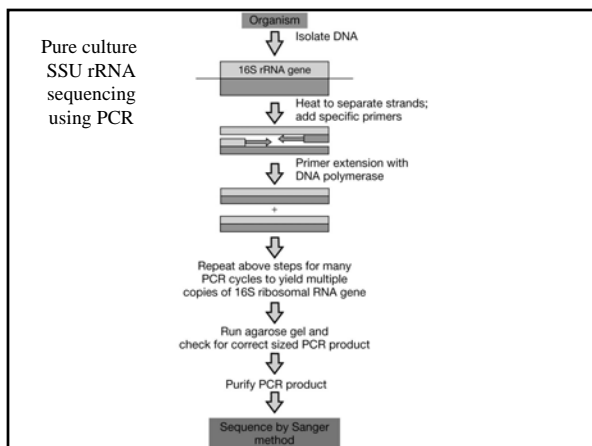 Pure culture
SSU rRNA
sequencing
using PCR
Organism
Isolate DNA
16S rRNA gene
Heat to separate strands;
add specific primers
Primer extension with
DNA polymerase
+
Repeat above steps for many
PCR cycles to yield multiple
copies of 16S ribosomal RNA gene
Run agarose gel and
check for correct sized PCR product
Purify PCR product
Sequence by Sanger
method